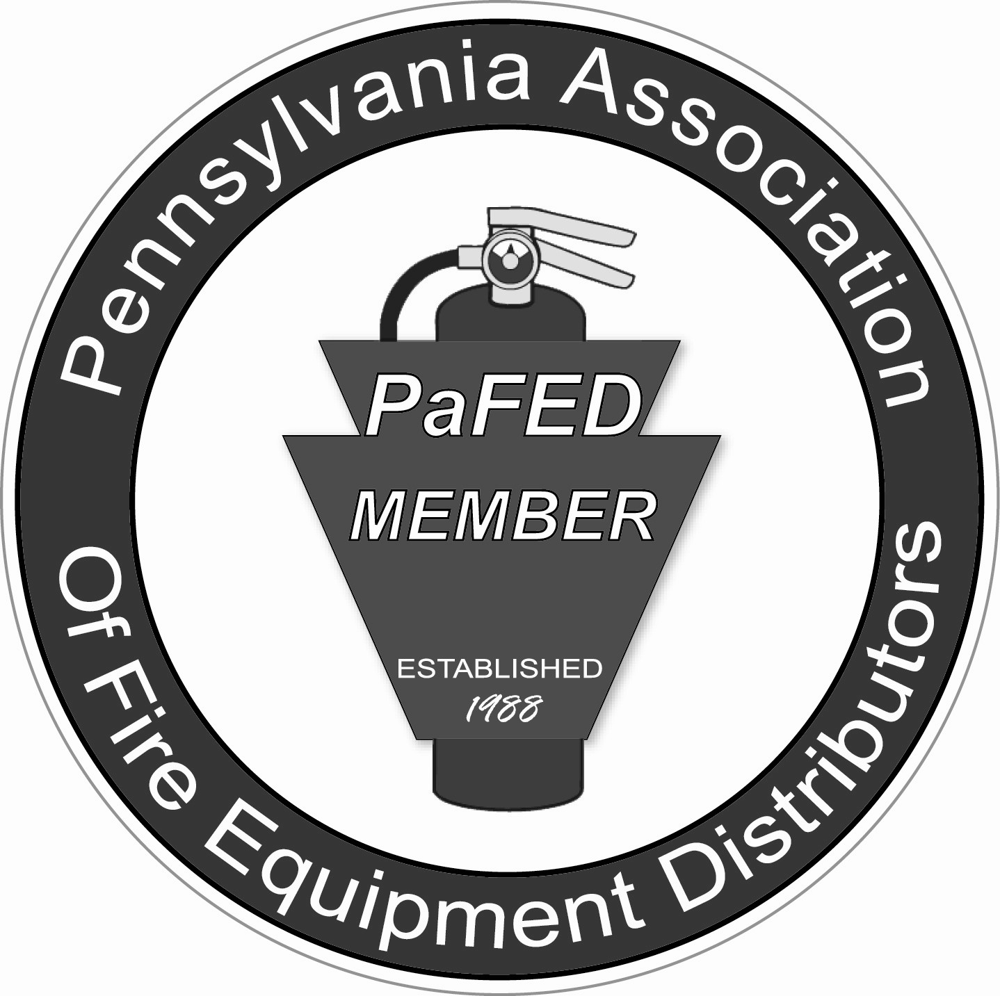 Pennsylvania Association
PaFED
MEMBER
ESTABLISHED
1988
Of Fire Equipment Distributors